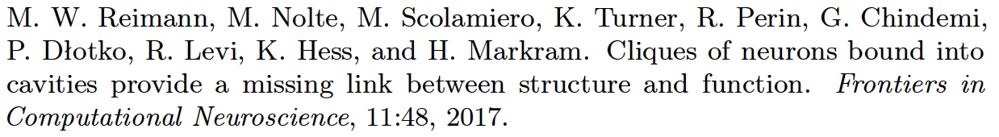 M. W. Reimann, M. Nolte, M. Scolamiero, K. Turner, R. Perin, G. Chindemi,
P. Dłotko, R. Levi, K. Hess, and H. Markram. Cliques of neurons bound into
cavities provide a missing link between structure and function. Frontiers in
Computational Neuroscience, 11:48, 2017.